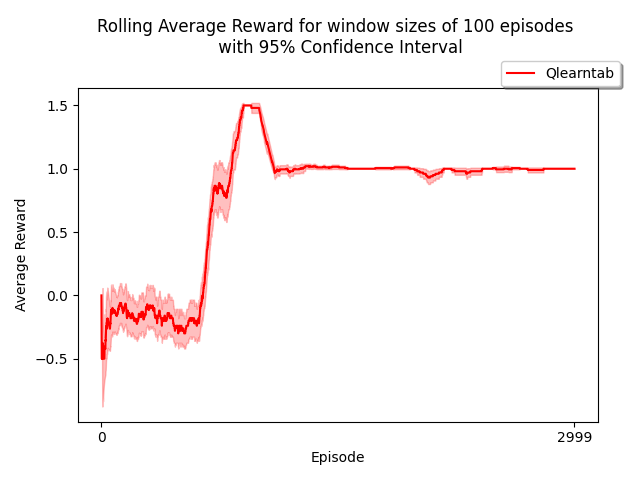 Rolling Average Reward for window sizes of 100 episodes
with 95% Confidence Interval
Qlearntab
1.5
1.0
0.5
0.0
−0.5
Average Reward
0
2999
Episode